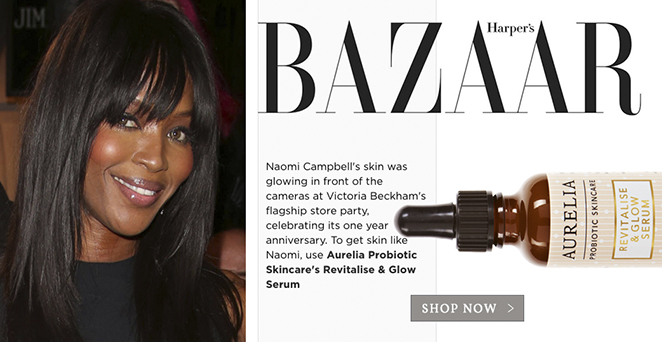 JIM
Harper's
BAZAAR
Naomi Campbell's skin was
glowing in front of the
cameras at Victoria Beckham's
flagship store party,
celebrating its one year
anniversary. To get skin like
Naomi, use Aurelia Probiotic
Skincare's Revitalise & Glow
Serum
AURELIA
PROBIOTIC SKINCARE
REVITALISE
& GLOW
SERUM
SHOP NOW >